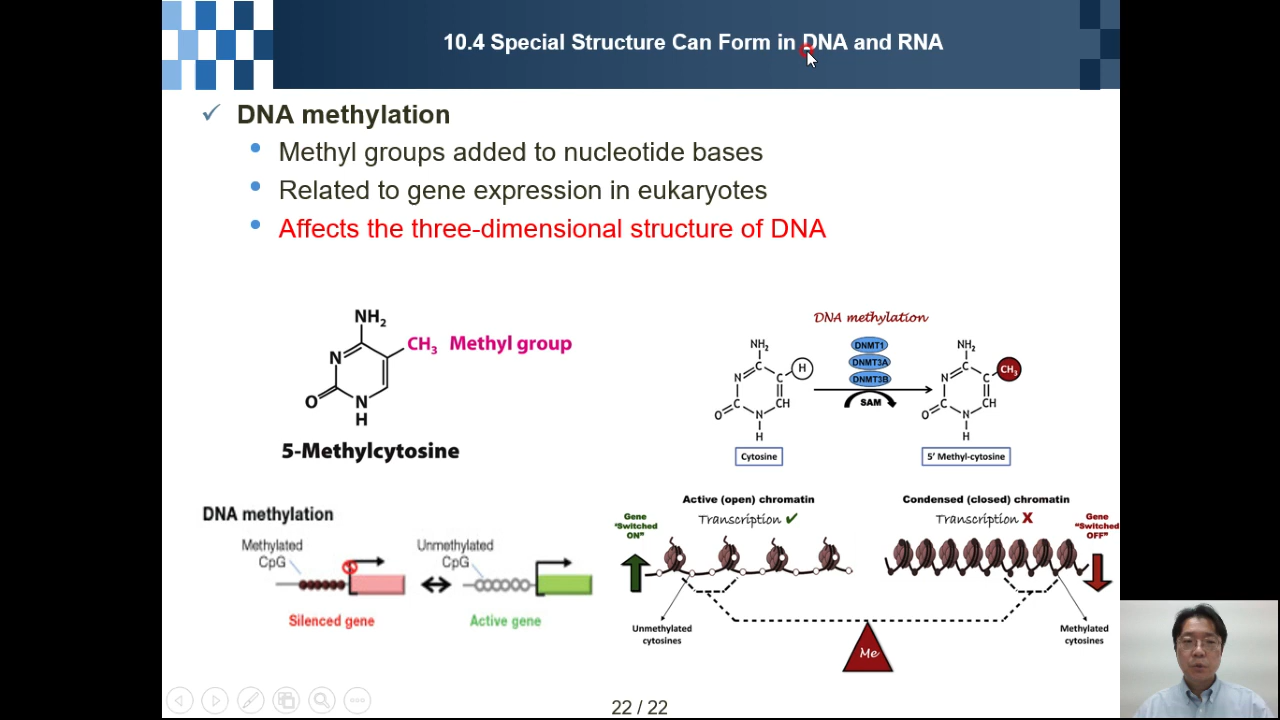 10.4 Special Structure Can Form in DNA and RNA
DNA methylation
Methyl groups added to nucleotide bases
Related to gene expression in eukaryotes
Affects the three-dimensional structure of DNA
NH2
CH3 Methyl group
N
O
N
H
5-Methylcytosine
DNA methylation
DNMT1
DNMT3A
DNMT3B
SAM
NH2
H
N
C
C
C
CH
O
N
H
Cytosine
NH2
CH3
N
C
C
C
CH
O
N
H
5' Methyl-cytosine
DNA methylation
Methylated
CpG
Silenced gene
Unmethylated
CpG
Active gene
Active (open) chromatin
Transcription ✔
Gene
"Switched
ON"
Unmethylated
cytosines
Condensed (closed) chromatin
Transcription X
Gene
"Switched
OFF"
Methylated
cytosines
Me
22 / 22